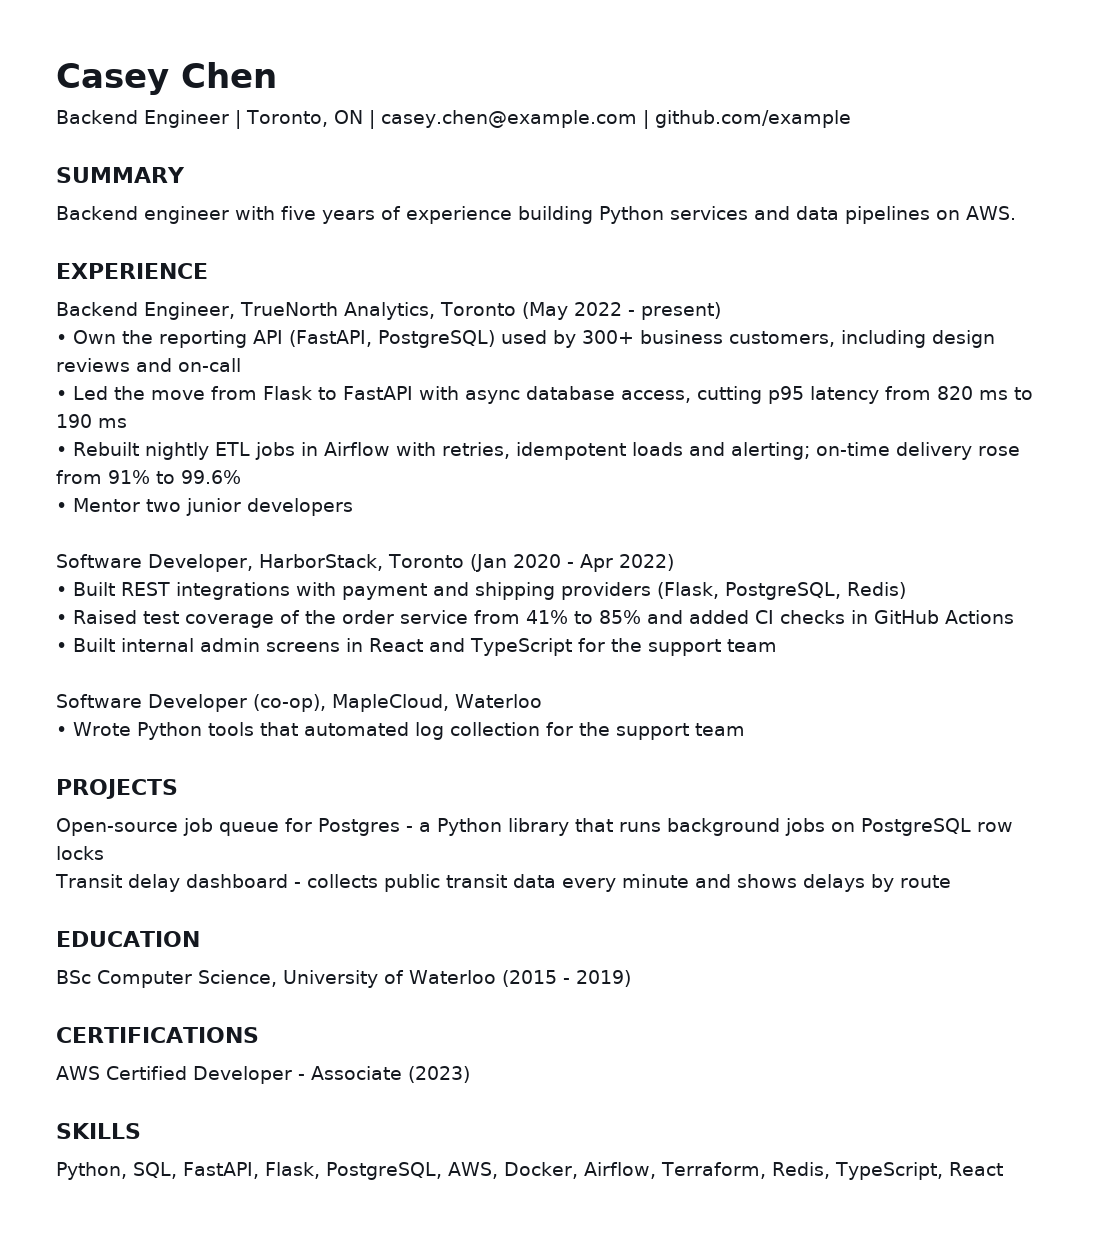 Casey Chen
Backend Engineer | Toronto, ON | casey.chen@example.com | github.com/example
SUMMARY
Backend engineer with five years of experience building Python services and data pipelines on AWS.
EXPERIENCE
Backend Engineer, TrueNorth Analytics, Toronto (May 2022 - present)
• Own the reporting API (FastAPI, PostgreSQL) used by 300+ business customers, including design
reviews and on-call
• Led the move from Flask to FastAPI with async database access, cutting p95 latency from 820 ms to
190 ms
• Rebuilt nightly ETL jobs in Airflow with retries, idempotent loads and alerting; on-time delivery rose
from 91% to 99.6%
• Mentor two junior developers
Software Developer, HarborStack, Toronto (Jan 2020 - Apr 2022)
• Built REST integrations with payment and shipping providers (Flask, PostgreSQL, Redis)
• Raised test coverage of the order service from 41% to 85% and added CI checks in GitHub Actions
• Built internal admin screens in React and TypeScript for the support team
Software Developer (co-op), MapleCloud, Waterloo
• Wrote Python tools that automated log collection for the support team
PROJECTS
Open-source job queue for Postgres - a Python library that runs background jobs on PostgreSQL row
locks
Transit delay dashboard - collects public transit data every minute and shows delays by route
EDUCATION
BSc Computer Science, University of Waterloo (2015 - 2019)
CERTIFICATIONS
AWS Certified Developer - Associate (2023)
SKILLS
Python, SQL, FastAPI, Flask, PostgreSQL, AWS, Docker, Airflow, Terraform, Redis, TypeScript, React